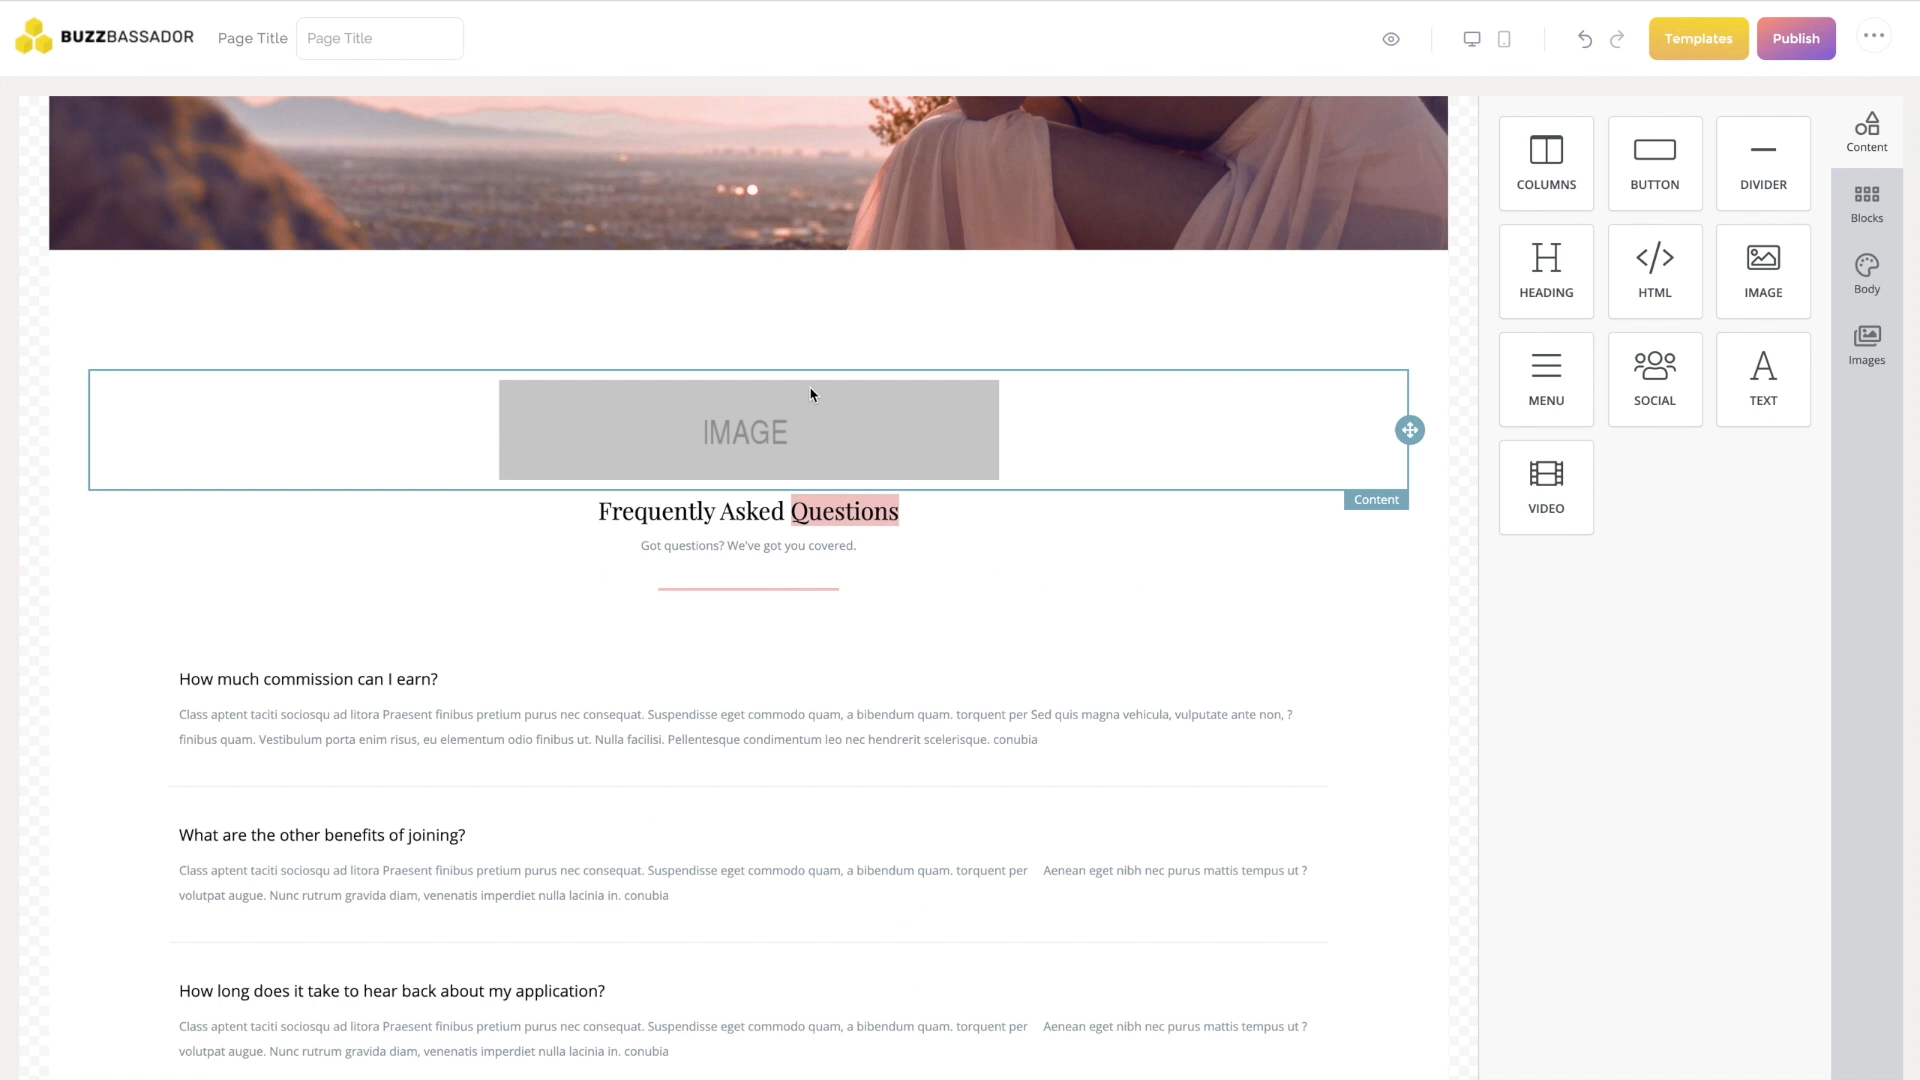 BUZZBASSADOR
Page Title
Page Title
Templates
Publish
COLUMNS
BUTTON
DIVIDER
HEADING
HTML
IMAGE
MENU
SOCIAL
TEXT
VIDEO
Content
Blocks
Body
Images
IMAGE
Content
Frequently Asked Questions
Got questions? We've got you covered.
How much commission can I earn?
Class aptent taciti sociosqu ad litora Praesent finibus pretium purus nec consequat. Suspendisse eget commodo quam, a bibendum quam. torquent per Sed quis magna vehicula, vulputate ante non, ?
finibus quam. Vestibulum porta enim risus, eu elementum odio finibus ut. Nulla facilisi. Pellentesque condimentum leo nec hendrerit scelerisque. conubia
What are the other benefits of joining?
Class aptent taciti sociosqu ad litora Praesent finibus pretium purus nec consequat. Suspendisse eget commodo quam, a bibendum quam. torquent per Aenean eget nibh nec purus mattis tempus ut ?
volutpat augue. Nunc rutrum gravida diam, venenatis imperdiet nulla lacinia in. conubia
How long does it take to hear back about my application?
Class aptent taciti sociosqu ad litora Praesent finibus pretium purus nec consequat. Suspendisse eget commodo quam, a bibendum quam. torquent per Aenean eget nibh nec purus mattis tempus ut ?
volutpat augue. Nunc rutrum gravida diam, venenatis imperdiet nulla lacinia in. conubia